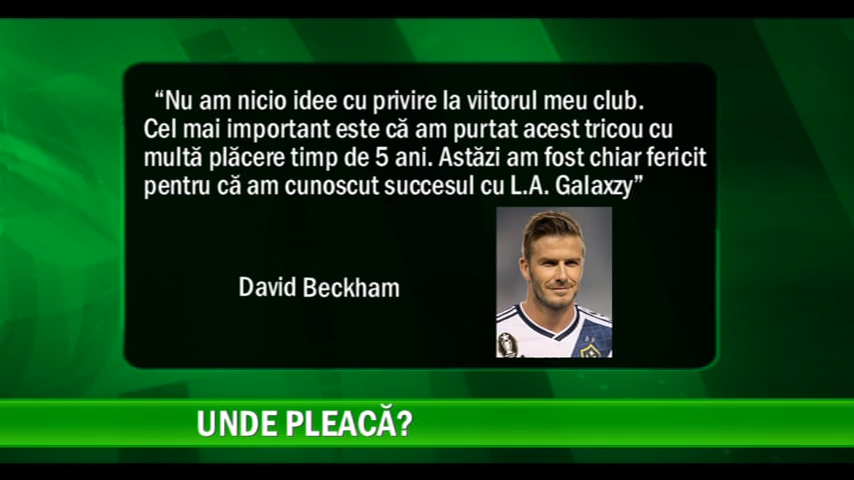 “Nu am nicio idee cu privire la viitorul meu club.
Cel mai important este că am purtat acest tricou cu
multă plăcere timp de 5 ani. Astăzi am fost chiar fericit
pentru că am cunoscut succesul cu L.A. Galaxzy”
David Beckham
UNDE PLEACĂ?